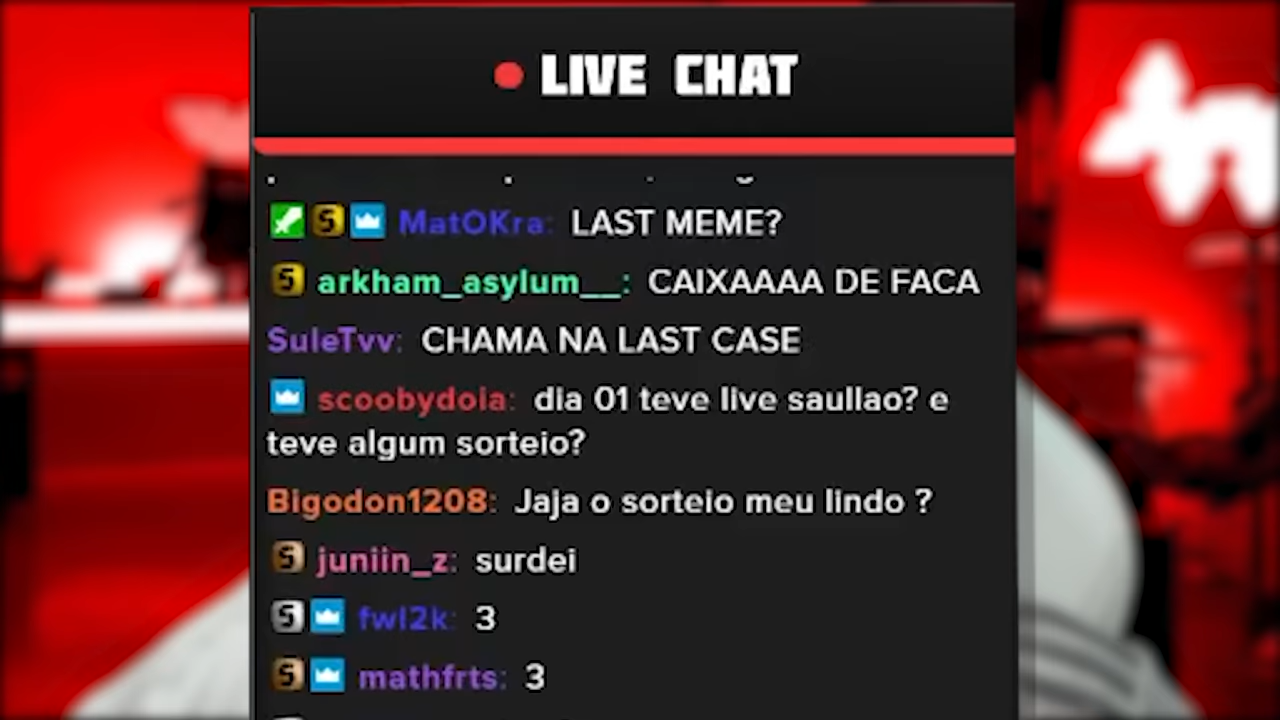 LIVE CHAT
MatOKra: LAST MEME?
arkham_asylum__: CAIXAAAA DE FACA
SuleTvv: CHAMA NA LAST CASE
scoobydoia: dia 01 teve live saullao? e
teve algum sorteio?
Bigodon1208: Jaja o sorteio meu lindo ?
juniin_z: surdei
fwl2k: 3
mathfrts: 3